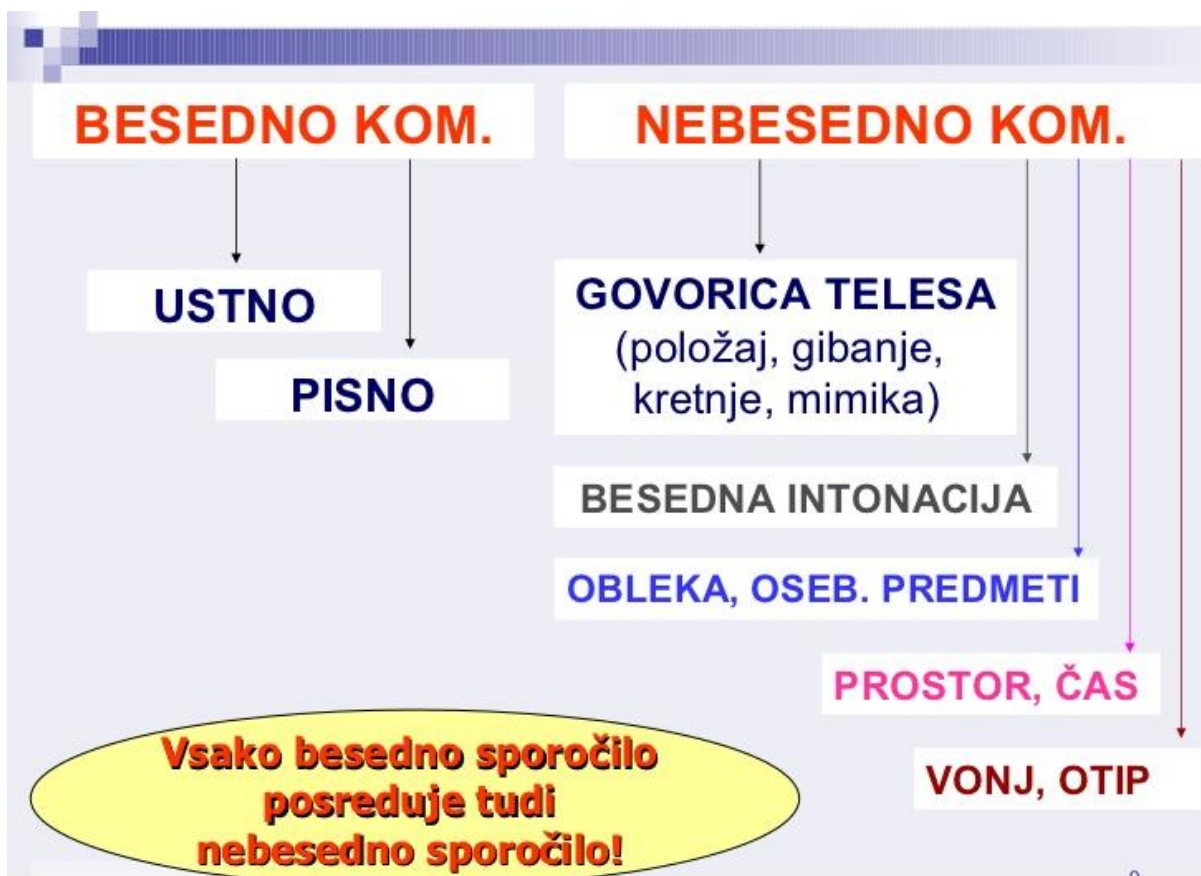 BESEDNO KOM.
NEBESEDNO KOM.
USTNO
PISNO
GOVORICA TELESA
(položaj, gibanje,
kretnje, mimika)
BESEDNA INTONACIJA
OBLEKA, OSEB. PREDMETI
PROSTOR, ČAS
VONJ, OTIP
Vsako besedno sporočilo
posreduje tudi
nebesedno sporočilo!